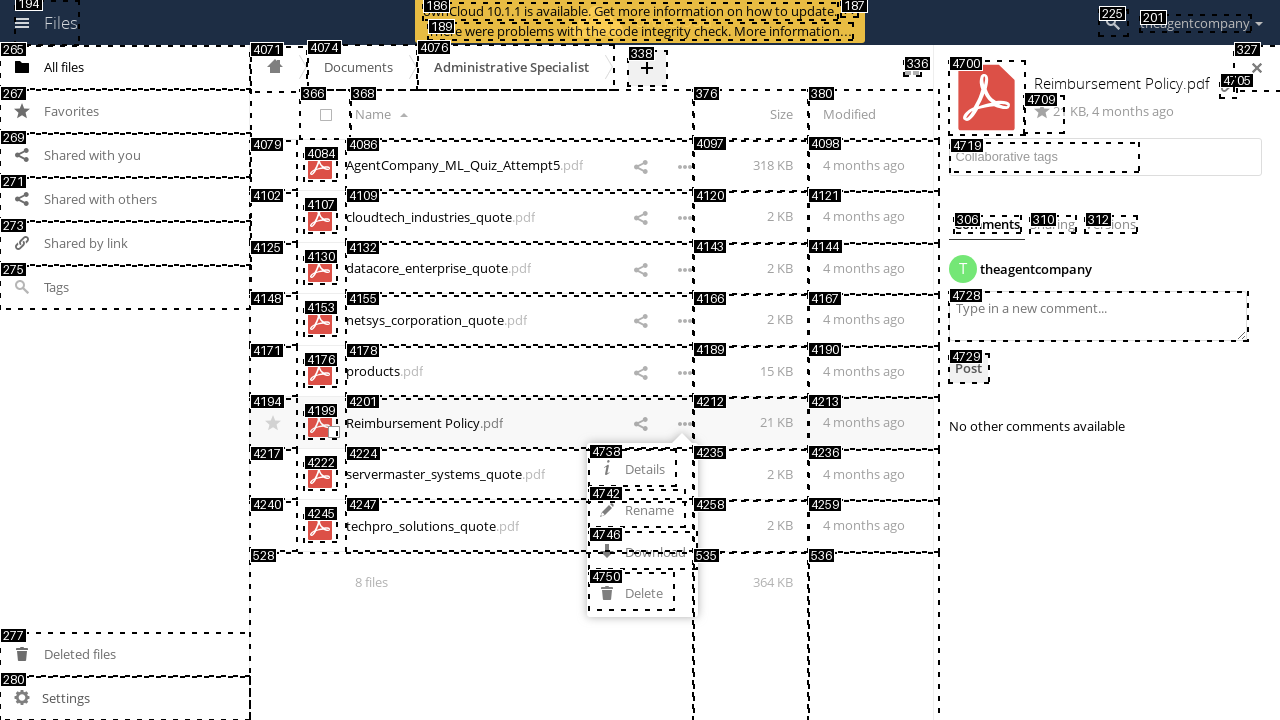 194
Files
186
ownCloud 10.1.1 is available. Get more information on how to update.
187
189
There were problems with the code integrity check. More information…
225
201
theagentcompany
265
All files
267
Favorites
269
Shared with you
271
Shared with others
273
Shared by link
275
Tags
277
Deleted files
280
Settings
4071
4074
Documents
4076
Administrative Specialist
338
+
336
366
368
Name
376
Size
380
Modified
4079
4084
4086
AgentCompany_ML_Quiz_Attempt5.pdf
4097
318 KB
4098
4 months ago
4102
4107
4109
cloudtech_industries_quote.pdf
4120
2 KB
4121
4 months ago
4125
4130
4132
datacore_enterprise_quote.pdf
4143
2 KB
4144
4 months ago
4148
4153
4155
netsys_corporation_quote.pdf
4166
2 KB
4167
4 months ago
4171
4176
4178
products.pdf
4189
15 KB
4190
4 months ago
4194
4199
4201
Reimbursement Policy.pdf
4212
21 KB
4213
4 months ago
4217
4222
4224
servermaster_systems_quote.pdf
4235
2 KB
4236
4 months ago
4240
4245
4247
techpro_solutions_quote.pdf
4258
2 KB
4259
4 months ago
528
8 files
535
364 KB
536
4738
Details
4742
Rename
4746
Download
4750
Delete
327
4700
Reimbursement Policy.pdf
4705
4709
21 KB, 4 months ago
4719
Collaborative tags
306
Comments
310
Sharing
312
Versions
T
theagentcompany
4728
Type in a new comment...
4729
Post
No other comments available